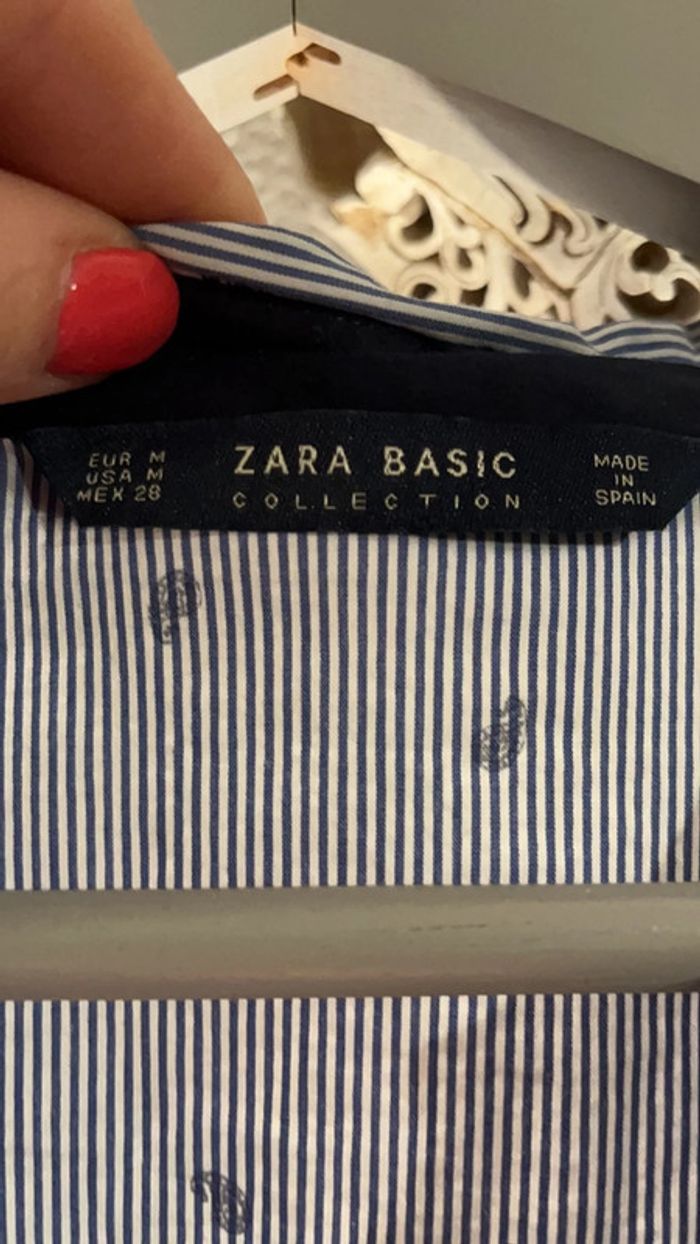 EUR M
USA M
MEX 28
ZARA BASIC
COLLECTION
MADE
IN
SPAIN